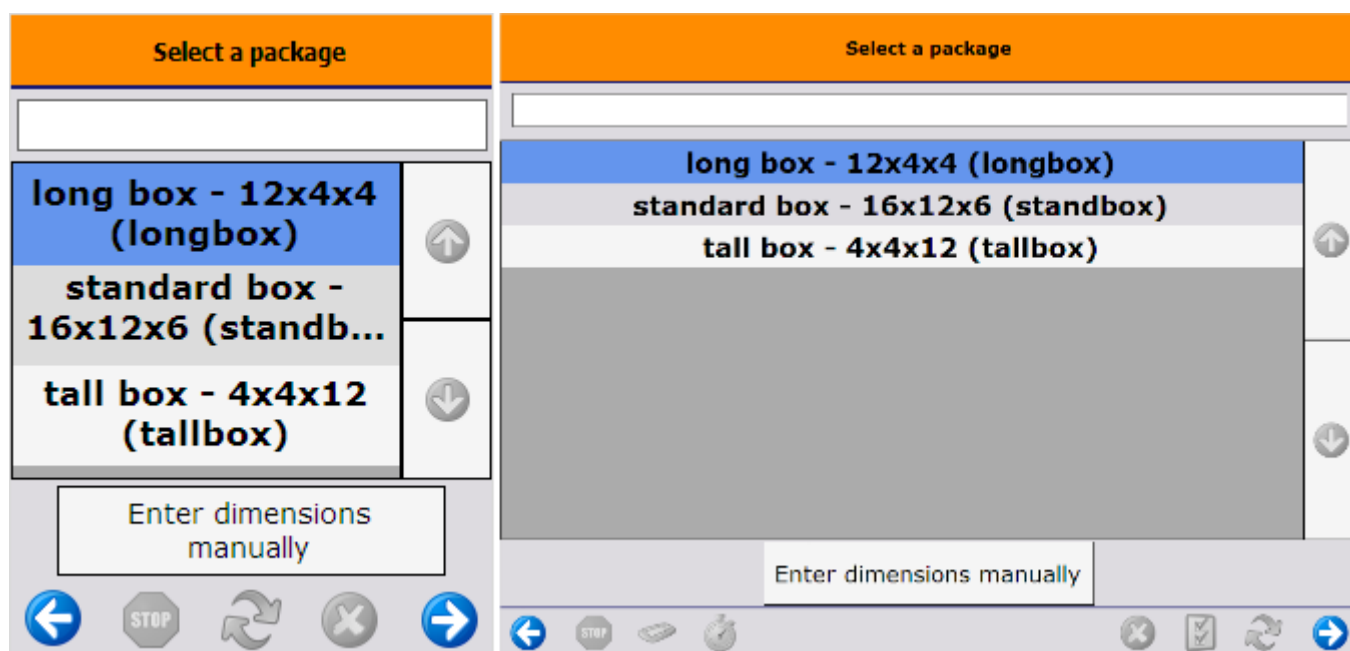 Select a package
long box - 12x4x4
(longbox)
standard box -
16x12x6 (standb...
tall box - 4x4x12
(tallbox)
Enter dimensions
manually
STOP
Select a package
long box - 12x4x4 (longbox)
standard box - 16x12x6 (standbox)
tall box - 4x4x12 (tallbox)
Enter dimensions manually
STOP